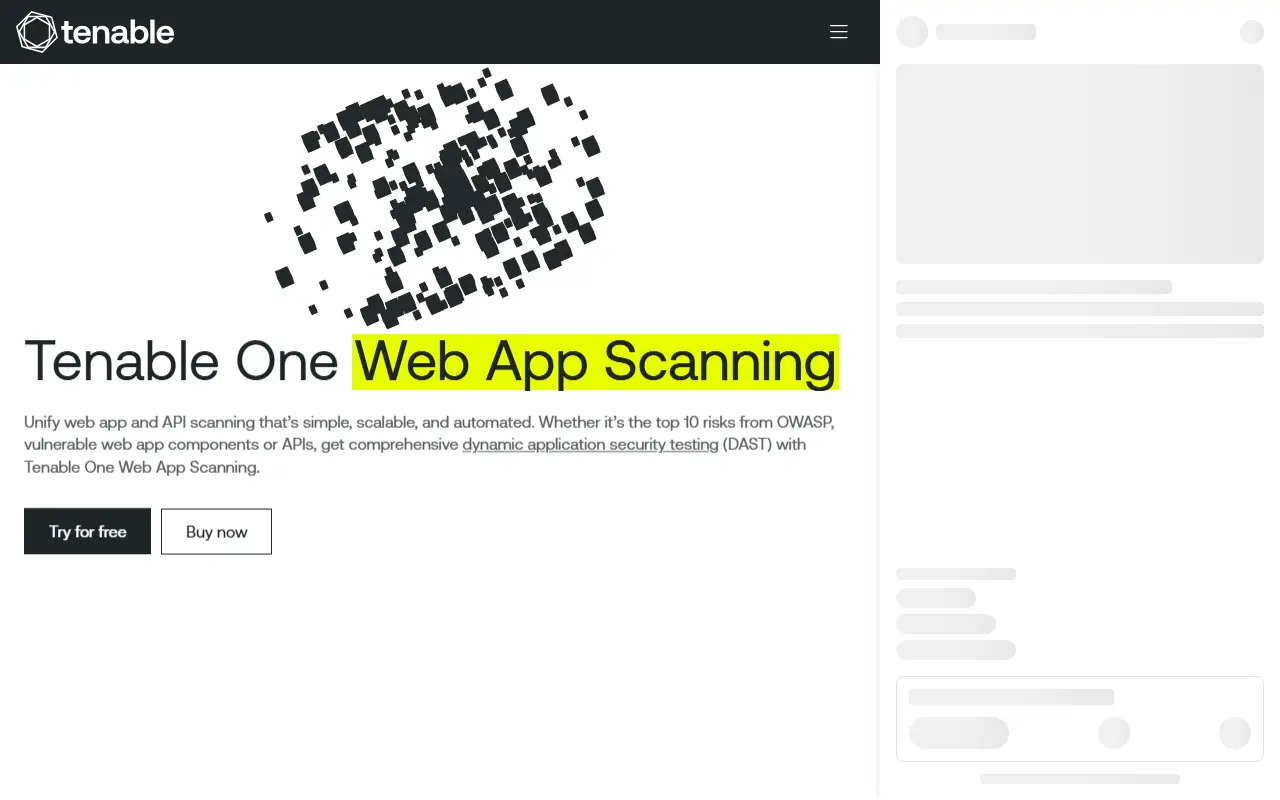 tenable
Tenable One Web App Scanning
Unify web app and API scanning that's simple, scalable, and automated. Whether it's the top 10 risks from OWASP,
vulnerable web app components or APIs, get comprehensive dynamic application security testing (DAST) with
Tenable One Web App Scanning.
Try for free
Buy now